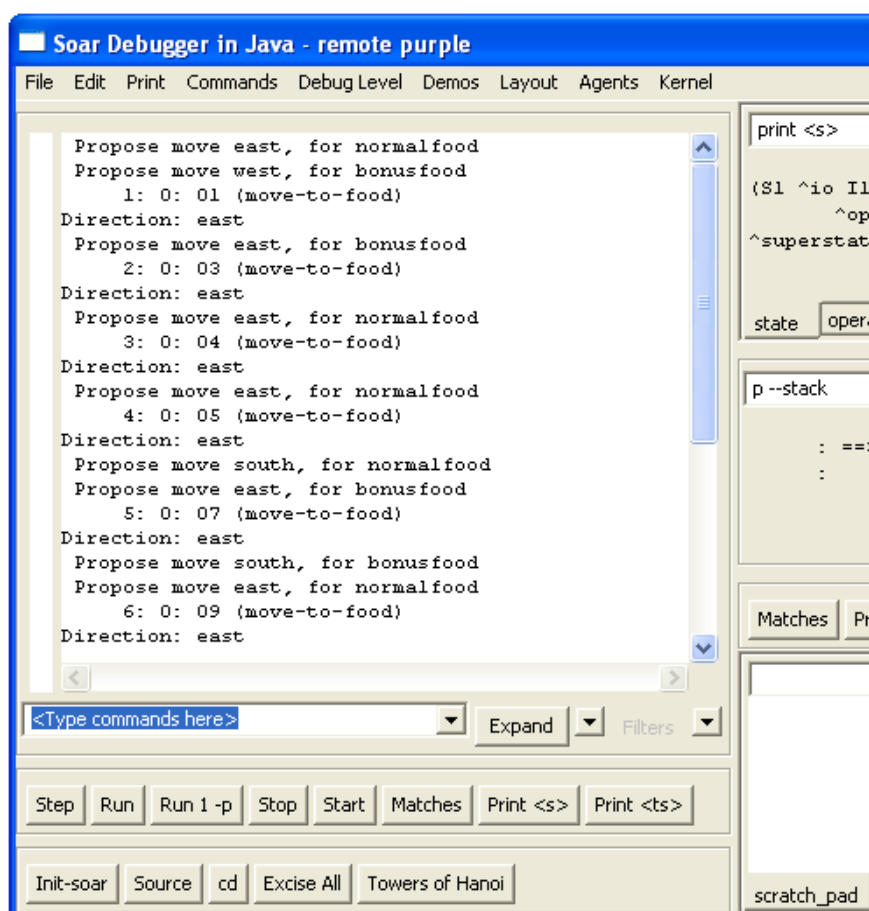 Soar Debugger in Java - remote purple
File Edit Print Commands Debug Level Demos Layout Agents Kernel
Propose move east, for normalfood
Propose move west, for bonusfood
1: O: O1 (move-to-food)
Direction: east
Propose move east, for bonusfood
2: O: O3 (move-to-food)
Direction: east
Propose move east, for normalfood
3: O: O4 (move-to-food)
Direction: east
Propose move east, for normalfood
4: O: O5 (move-to-food)
Direction: east
Propose move south, for normalfood
Propose move east, for bonusfood
5: O: O7 (move-to-food)
Direction: east
Propose move south, for bonusfood
Propose move east, for normalfood
6: O: O9 (move-to-food)
Direction: east
<Type commands here>
Expand
Filters
Step Run Run 1 -p Stop Start Matches Print <s> Print <ts>
Init-soar Source cd Excise All Towers of Hanoi
print <s>
(S1 ^io I1
^op
^superstat
state opera
p --stack
: ==>
:
Matches Pr
scratch_pad